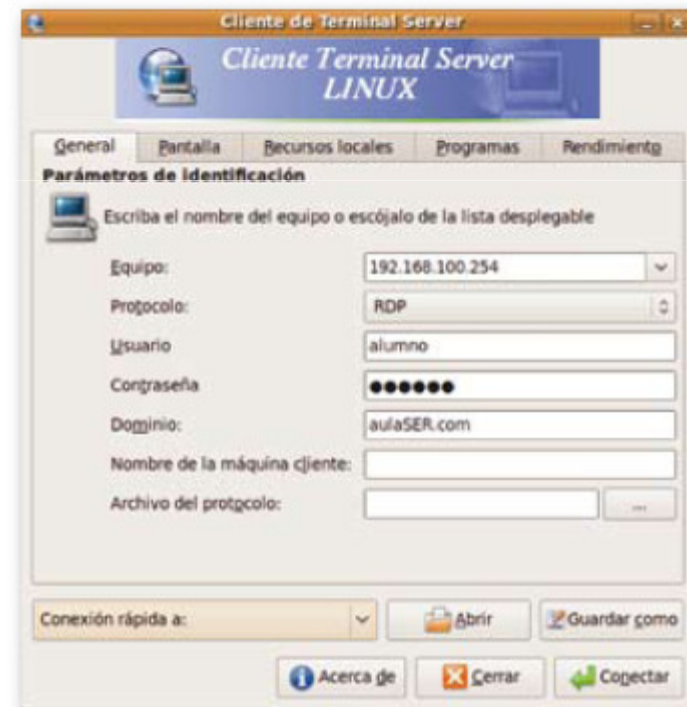 Cliente de Terminal Server
Cliente Terminal Server
LINUX
General Pantalla Recursos locales Programas Rendimiento
Parámetros de identificación
Escriba el nombre del equipo o escójalo de la lista desplegable
Equipo: 192.168.100.254
Protocolo: RDP
Usuario alumno
Contraseña ●●●●●●
Dominio: aulaSER.com
Nombre de la máquina cliente:
Archivo del protocolo: ...
Conexión rápida a: Abrir Guardar como
Acerca de Cerrar Conectar